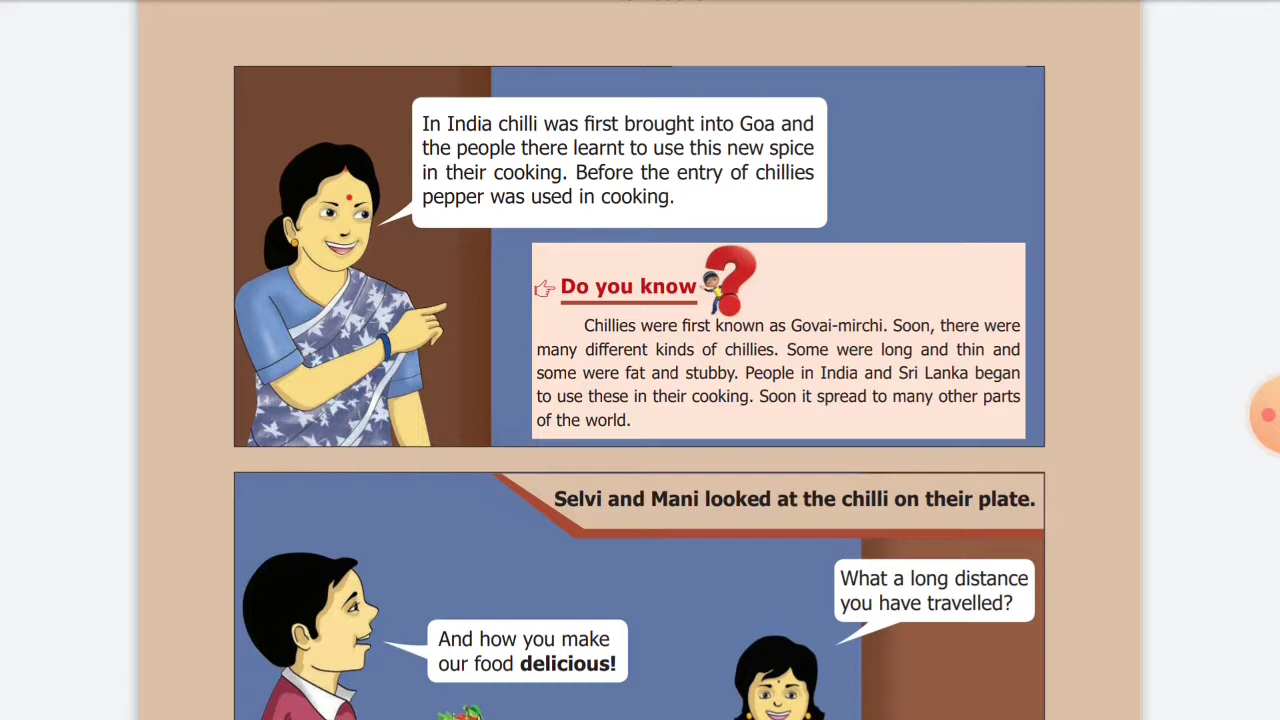 In India chilli was first brought into Goa and
the people there learnt to use this new spice
in their cooking. Before the entry of chillies
pepper was used in cooking.
Do you know
Chillies were first known as Govai-mirchi. Soon, there were
many different kinds of chillies. Some were long and thin and
some were fat and stubby. People in India and Sri Lanka began
to use these in their cooking. Soon it spread to many other parts
of the world.
Selvi and Mani looked at the chilli on their plate.
What a long distance
you have travelled?
And how you make
our food delicious!